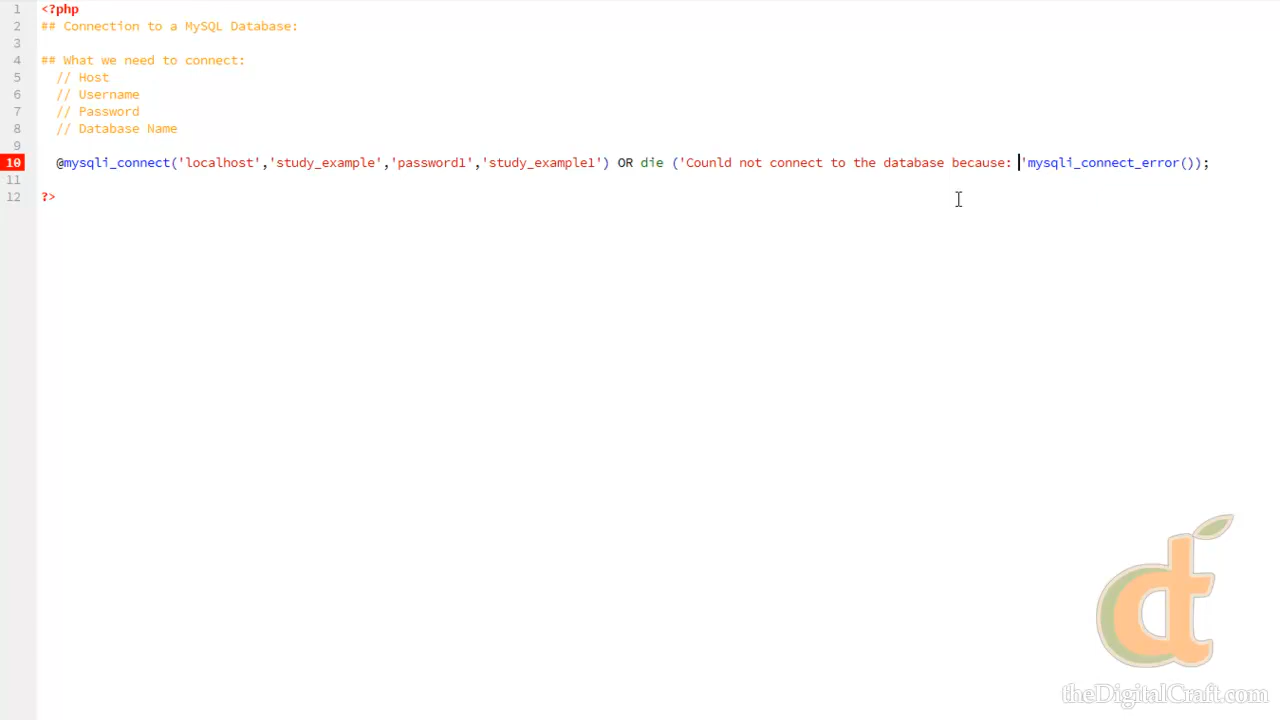 1 <?php
2 ## Connection to a MySQL Database:
3
4 ## What we need to connect:
5 // Host
6 // Username
7 // Password
8 // Database Name
9
10 @mysqli_connect('localhost','study_example','password1','study_example1') OR die ('Counld not connect to the database because: 'mysqli_connect_error());
11
12 ?>
dt
theDigitalCraft.com